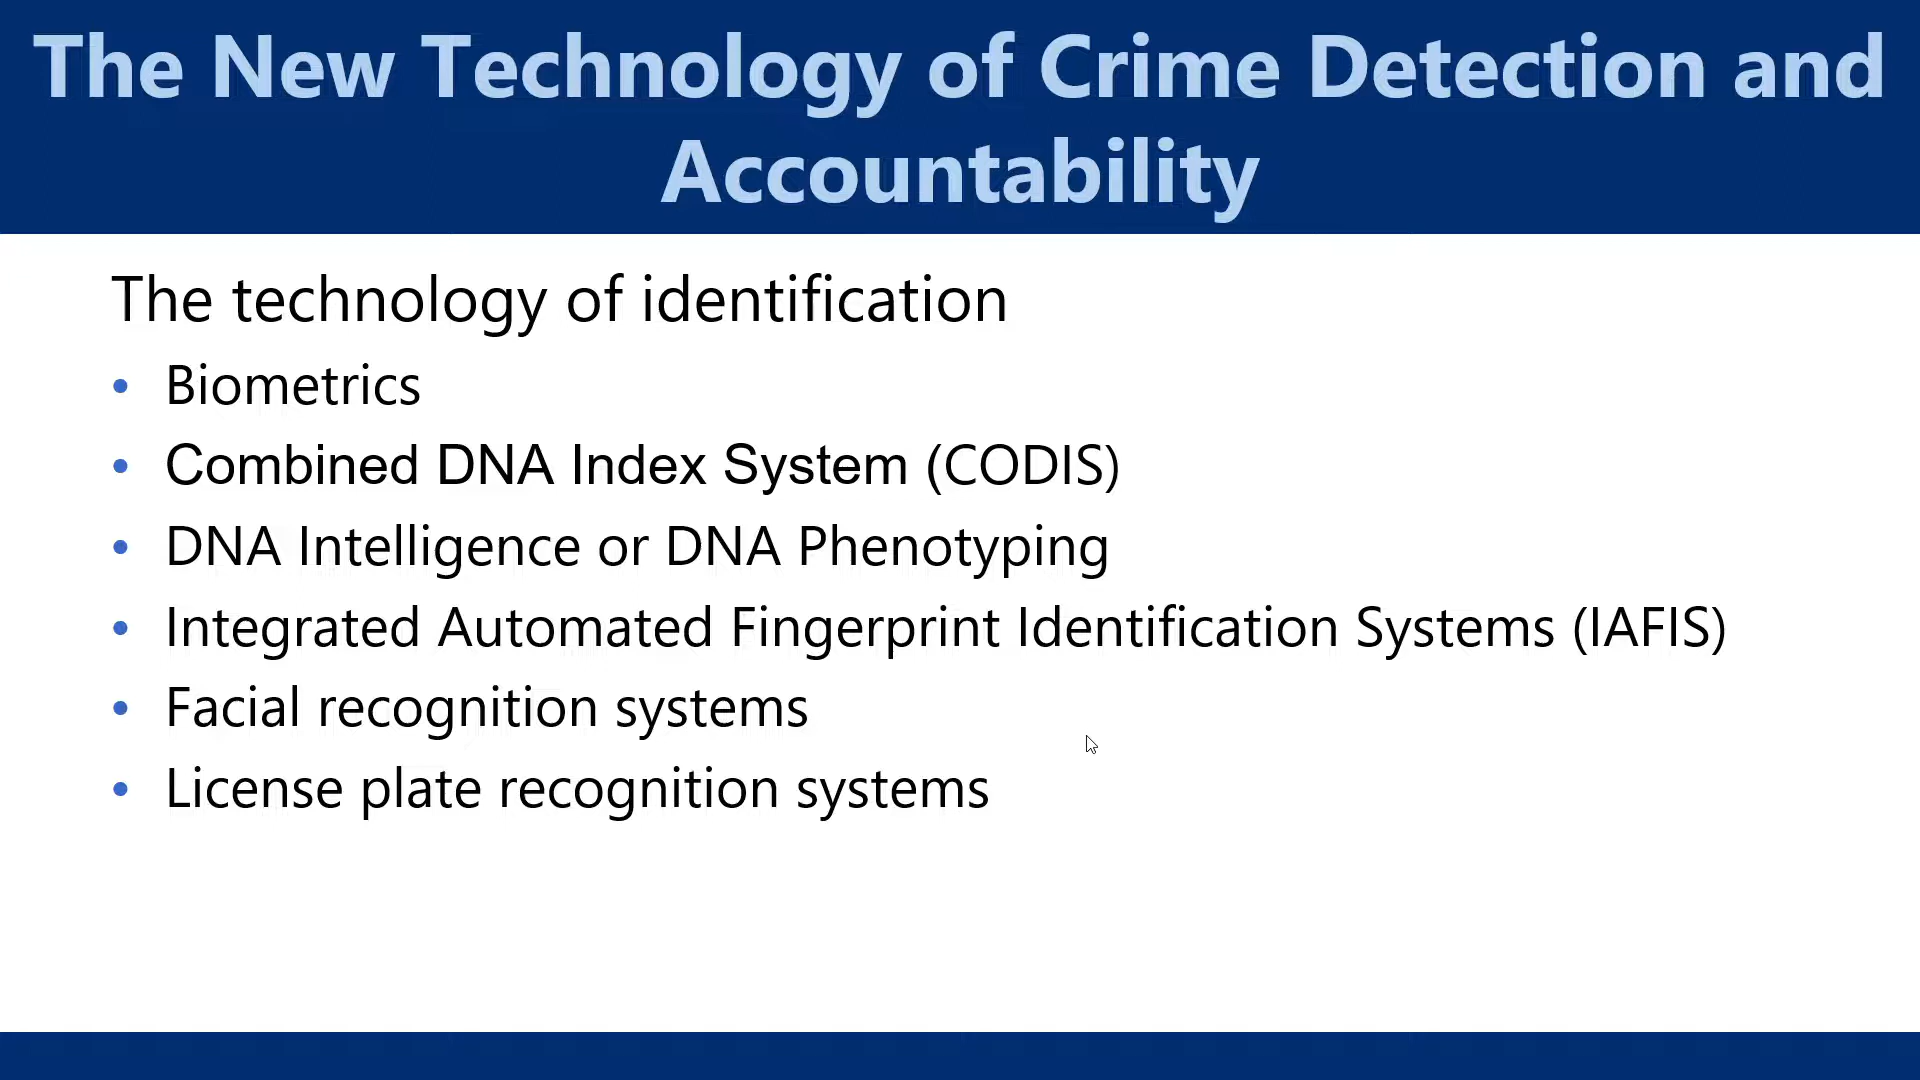 The New Technology of Crime Detection and
Accountability
The technology of identification
• Biometrics
• Combined DNA Index System (CODIS)
• DNA Intelligence or DNA Phenotyping
• Integrated Automated Fingerprint Identification Systems (IAFIS)
• Facial recognition systems
• License plate recognition systems